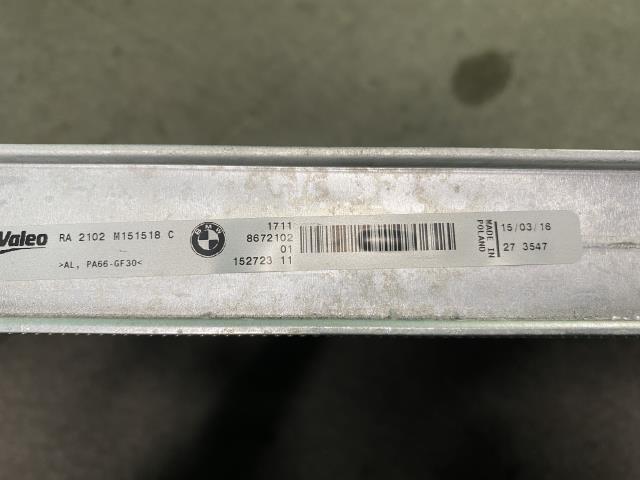 Valeo RA 2102 M151518 C
>AL, PA66-GF30<
BMW
1711
8672102
01
152723 11
MADE IN
POLAND
15/03/16
27 3547